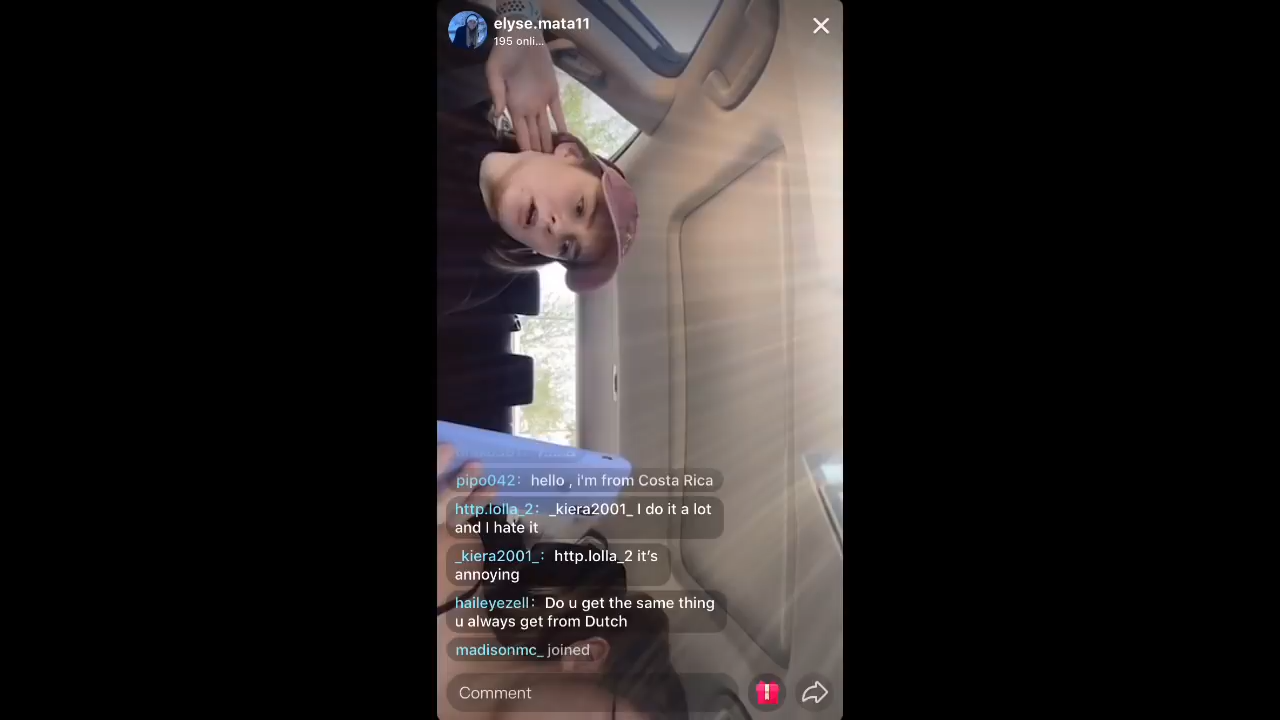 elyse.mata11
195 onli...
pipo042: hello , i'm from Costa Rica
http.lolla_2: _kiera2001_ I do it a lot
and I hate it
_kiera2001_: http.lolla_2 it's
annoying
haileyezell: Do u get the same thing
u always get from Dutch
madisonmc_ joined
Comment